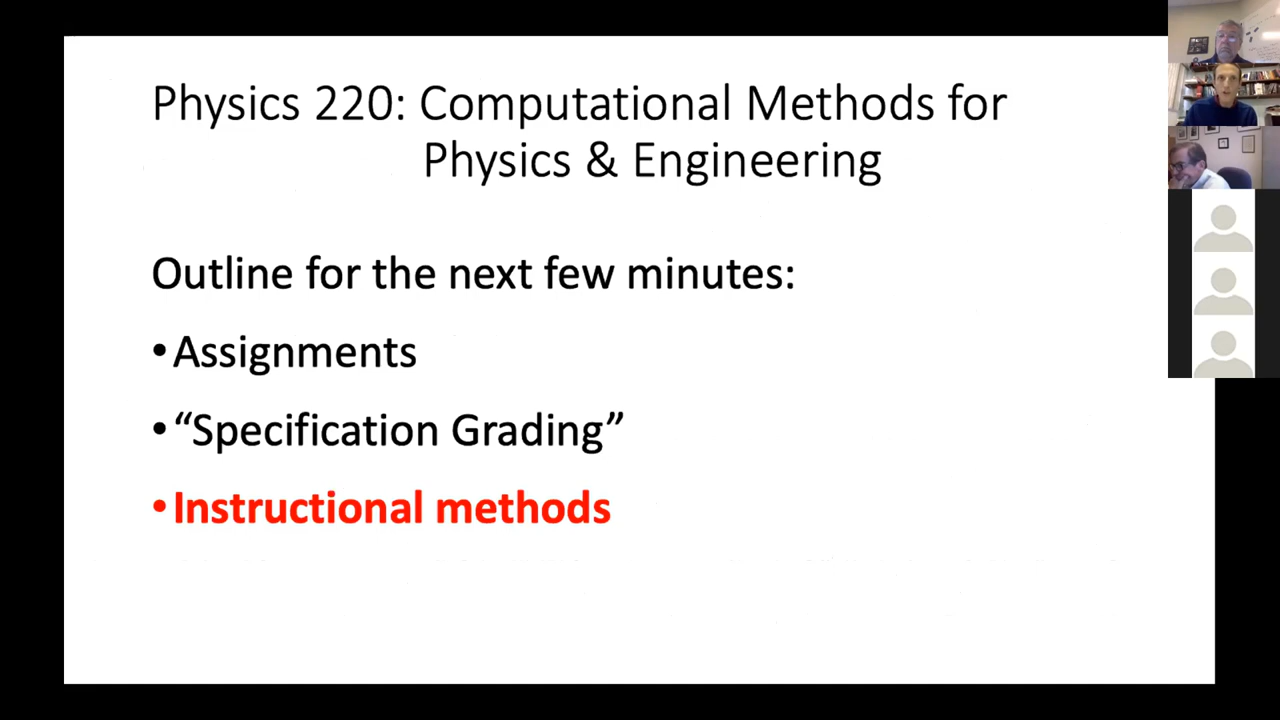 Physics 220: Computational Methods for
Physics & Engineering
Outline for the next few minutes:
•Assignments
•“Specification Grading”
•Instructional methods